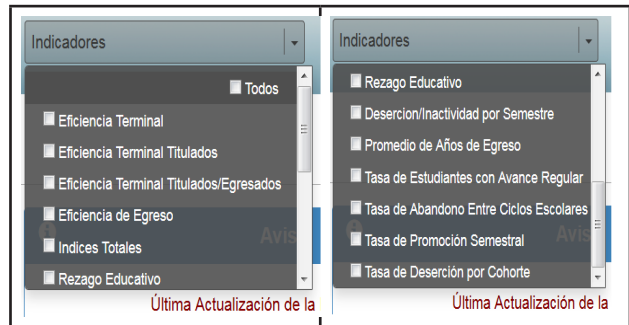 Indicadores
Todos
Eficiencia Terminal
Eficiencia Terminal Titulados
Eficiencia Terminal Titulados/Egresados
Eficiencia de Egreso
Avis
Indices Totales
Rezago Educativo
Última Actualización de la
Indicadores
Rezago Educativo
Desercion/Inactividad por Semestre
Promedio de Años de Egreso
Tasa de Estudiantes con Avance Regular
Tasa de Abandono Entre Ciclos Escolares
Tasa de Promoción Semestral
Avis
Tasa de Deserción por Cohorte
Última Actualización de la